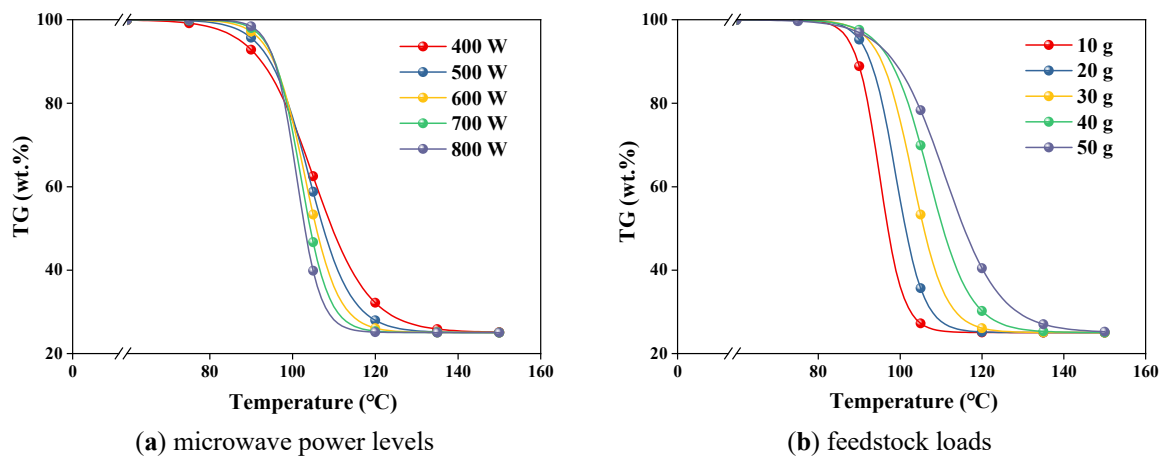 100
80
60
40
20
TG (wt.%)
400 W
500 W
600 W
700 W
800 W
0
80
100
120
140
160
Temperature (℃)
(a) microwave power levels
100
80
60
40
20
TG (wt.%)
10 g
20 g
30 g
40 g
50 g
0
80
100
120
140
160
Temperature (℃)
(b) feedstock loads